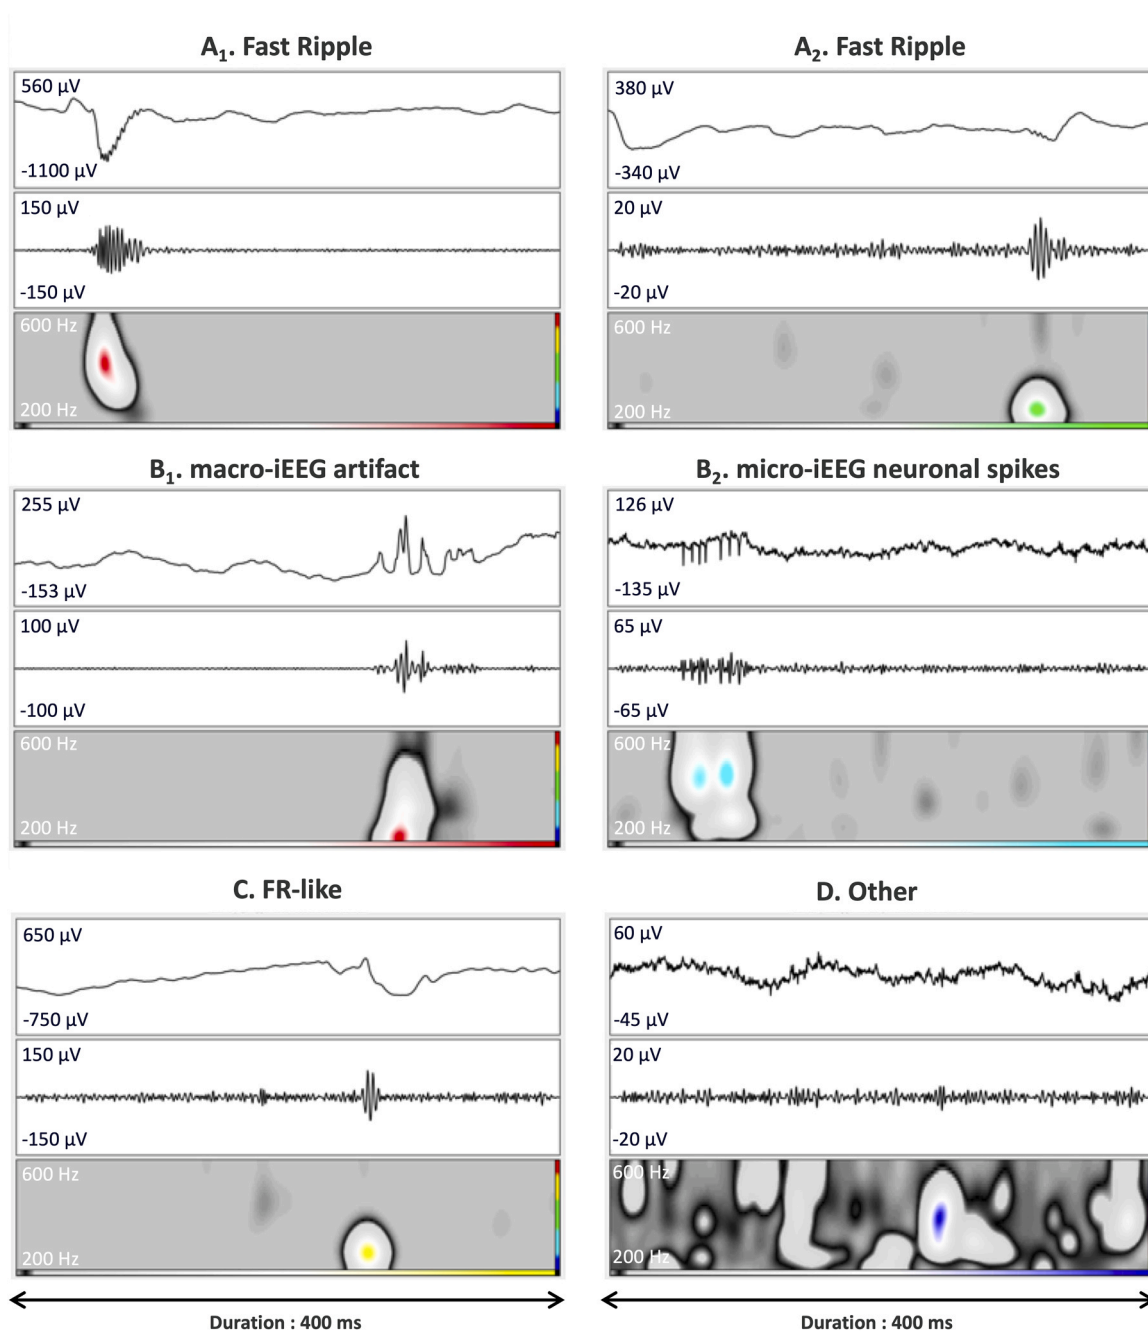 A₁. Fast Ripple
560 µV
-1100 µV
150 µV
-150 µV
600 Hz
200 Hz
A₂. Fast Ripple
380 µV
-340 µV
20 µV
-20 µV
600 Hz
200 Hz
B₁. macro-iEEG artifact
255 µV
-153 µV
100 µV
-100 µV
600 Hz
200 Hz
B₂. micro-iEEG neuronal spikes
126 µV
-135 µV
65 µV
-65 µV
600 Hz
200 Hz
C. FR-like
650 µV
-750 µV
150 µV
-150 µV
600 Hz
200 Hz
Duration : 400 ms
D. Other
60 µV
-45 µV
20 µV
-20 µV
600 Hz
200 Hz
Duration : 400 ms